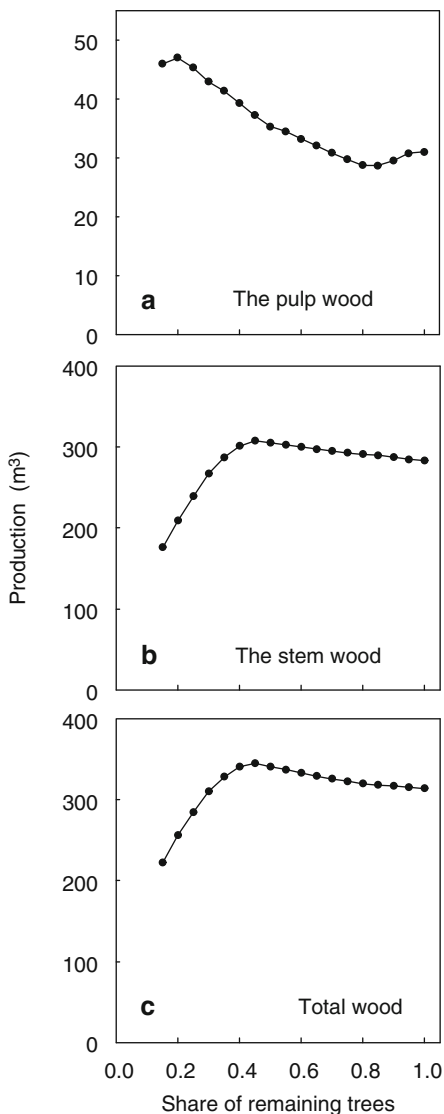 50
40
30
20
10
0
a The pulp wood
400
300
200
100
0
b The stem wood
Production (m³)
400
300
200
100
0
c Total wood
0.0 0.2 0.4 0.6 0.8 1.0
Share of remaining trees